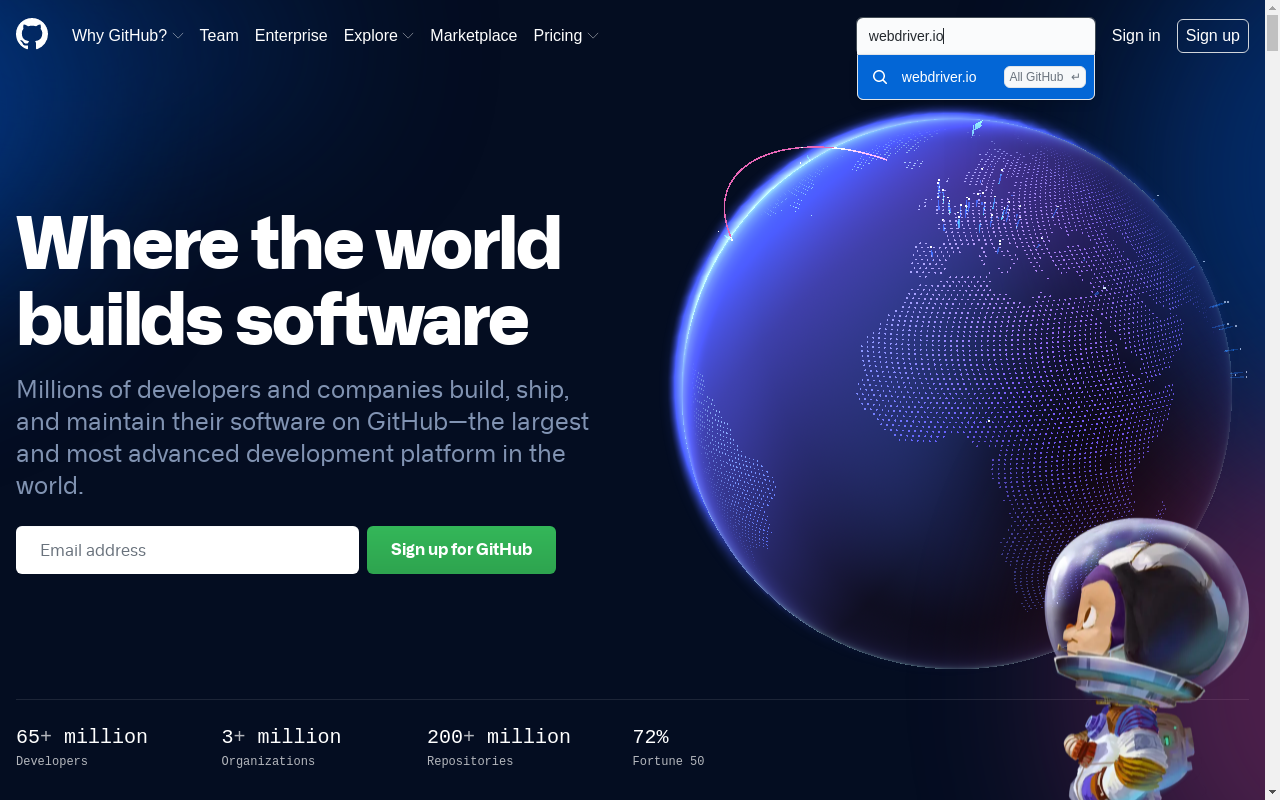 Why GitHub? Team Enterprise Explore Marketplace Pricing webdriver.io Sign in Sign up
webdriver.io All GitHub ↵
Where the world
builds software
Millions of developers and companies build, ship,
and maintain their software on GitHub—the largest
and most advanced development platform in the
world.
Email address Sign up for GitHub
65+ million 3+ million 200+ million 72%
Developers Organizations Repositories Fortune 50